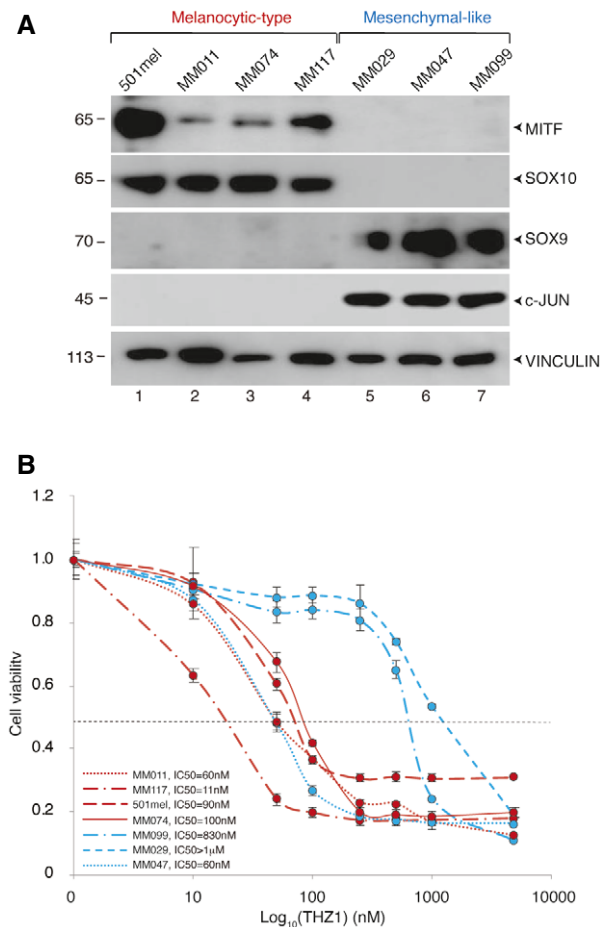 A
Melanocytic-type Mesenchymal-like
501mel MM011 MM074 MM117 MM029 MM047 MM099
65 MITF
65 SOX10
70 SOX9
45 c-JUN
113 VINCULIN
1 2 3 4 5 6 7
B
1.2
1.0
0.8
0.6
0.4
0.2
0
Cell viability
MM011, IC50=60nM
MM117, IC50=11nM
501mel, IC50=90nM
MM074, IC50=100nM
MM099, IC50=830nM
MM029, IC50>1μM
MM047, IC50=60nM
0 10 100 1000 10000
Log10(THZ1) (nM)